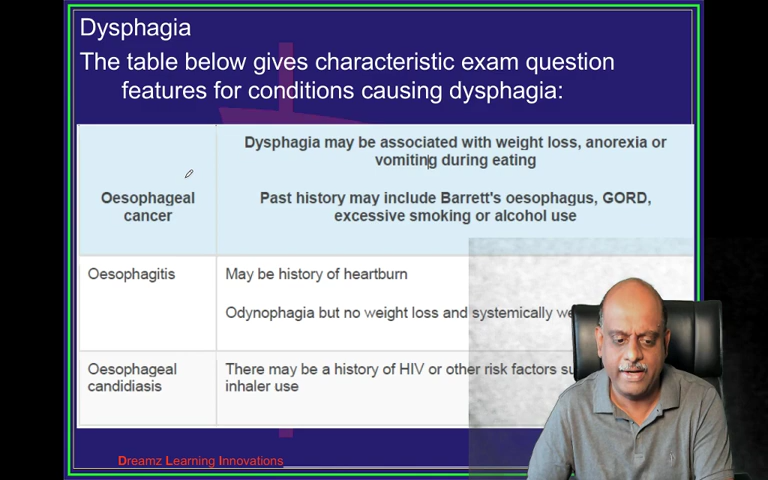 Dysphagia
The table below gives characteristic exam question
features for conditions causing dysphagia:
Dysphagia may be associated with weight loss, anorexia or
vomiting during eating
Oesophageal
cancer
Past history may include Barrett's oesophagus, GORD,
excessive smoking or alcohol use
Oesophagitis
May be history of heartburn
Odynophagia but no weight loss and systemically
Oesophageal
candidiasis
There may be a history of HIV or other risk factors
inhaler use
Dreamz Learning Innovations